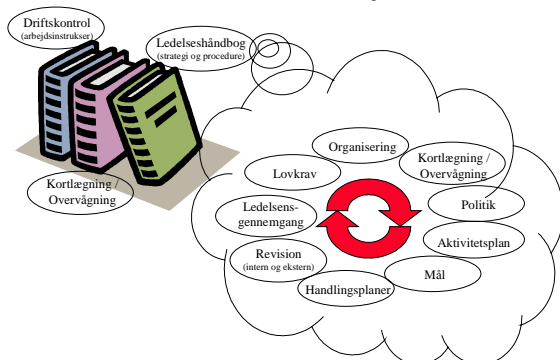 Driftskontrol
(arbejdsinstrukser)
Ledelseshåndbog
(strategi og procedure)
Kortlægning /
Overvågning
Organisering
Kortlægning /
Overvågning
Politik
Aktivitetsplan
Mål
Handlingsplaner
Revision
(intern og ekstern)
Ledelsens-
gennemgang
Lovkrav